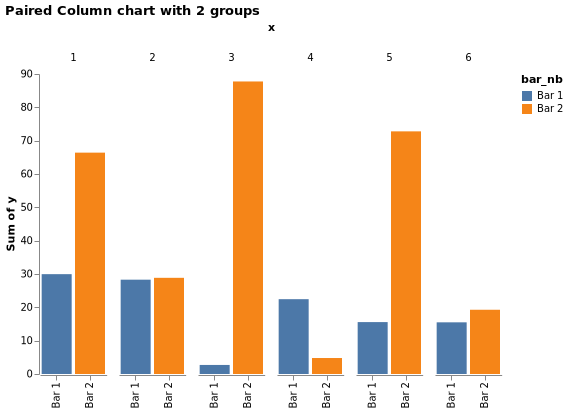 Paired Column chart with 2 groups
x
1 2 3 4 5 6
90
80
70
60
50
40
30
20
10
0
Sum of y
Bar 1 Bar 2 Bar 1 Bar 2 Bar 1 Bar 2 Bar 1 Bar 2 Bar 1 Bar 2 Bar 1 Bar 2
bar_nb
Bar 1
Bar 2